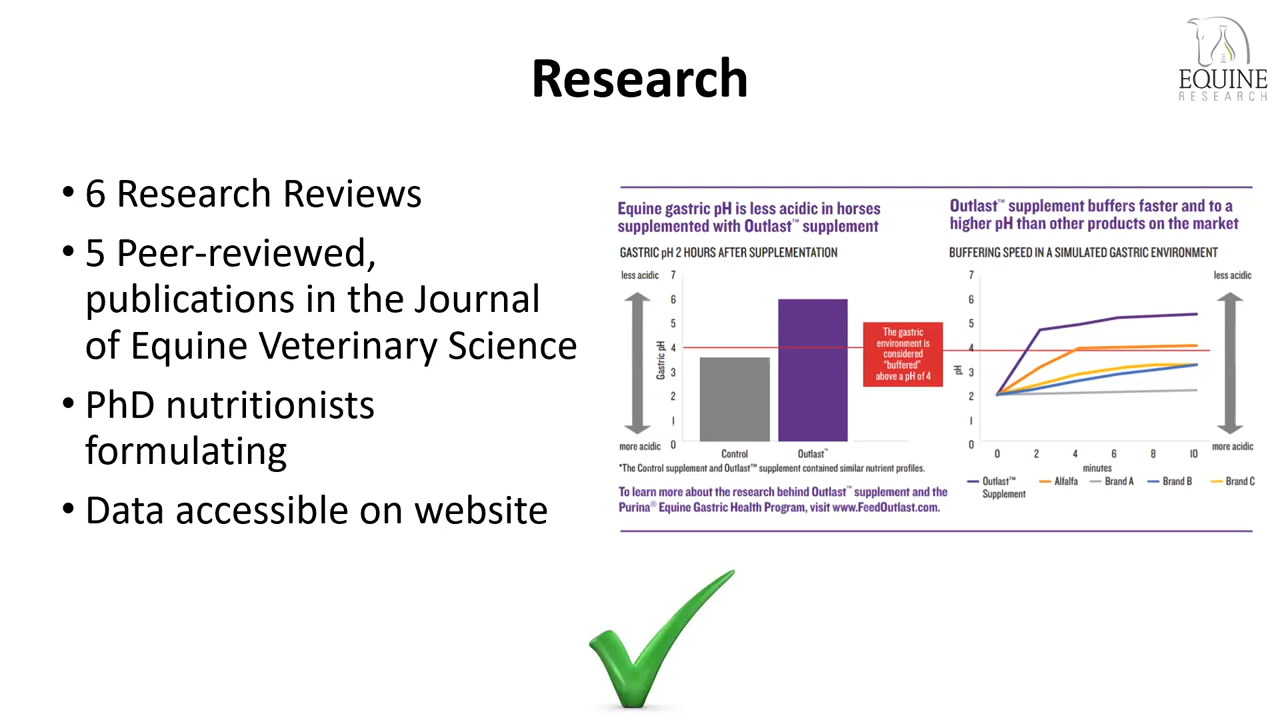 Research
EQUINE
RESEARCH
• 6 Research Reviews
• 5 Peer-reviewed,
publications in the Journal
of Equine Veterinary Science
• PhD nutritionists
formulating
• Data accessible on website
Equine gastric pH is less acidic in horses
supplemented with Outlast™ supplement
GASTRIC pH 2 HOURS AFTER SUPPLEMENTATION
less acidic
7
6
5
4
3
2
1
0
Gastric pH
more acidic
Control
Outlast™
The gastric
environment is
considered
"buffered"
above a pH of 4
*The Control supplement and Outlast™ supplement contained similar nutrient profiles.
To learn more about the research behind Outlast™ supplement and the
Purina® Equine Gastric Health Program, visit www.FeedOutlast.com.
Outlast™ supplement buffers faster and to a
higher pH than other products on the market
BUFFERING SPEED IN A SIMULATED GASTRIC ENVIRONMENT
7
6
5
4
3
2
1
0
pH
less acidic
more acidic
0 2 4 6 8 10
minutes
Outlast™
Supplement
Alfalfa
Brand A
Brand B
Brand C